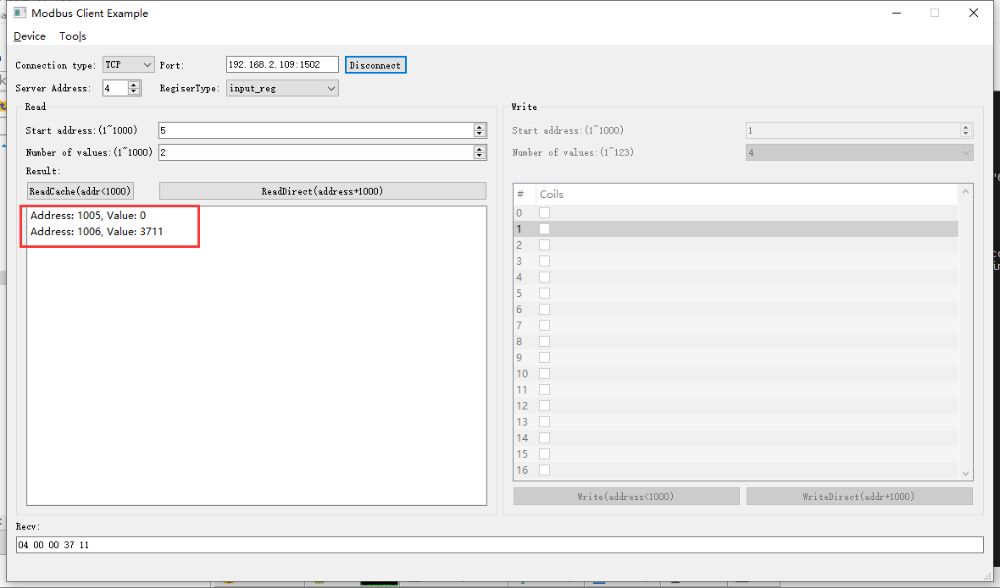 Modbus Client Example
Device Tools
Connection type: TCP Port: 192.168.2.109:1502 Disconnect
Server Address: 4 RegiserType: input_reg
Read
Start address:(1~1000) 5
Number of values:(1~1000) 2
Result:
ReadCache(addr<1000) ReadDirect(address+1000)
Address: 1005, Value: 0
Address: 1006, Value: 3711
Write
Start address:(1~1000) 1
Number of values:(1~123) 4
# Coils
0
1
2
3
4
5
6
7
8
9
10
11
12
13
14
15
16
Write(address<1000) WriteDirect(addr+1000)
Recv:
04 00 00 37 11